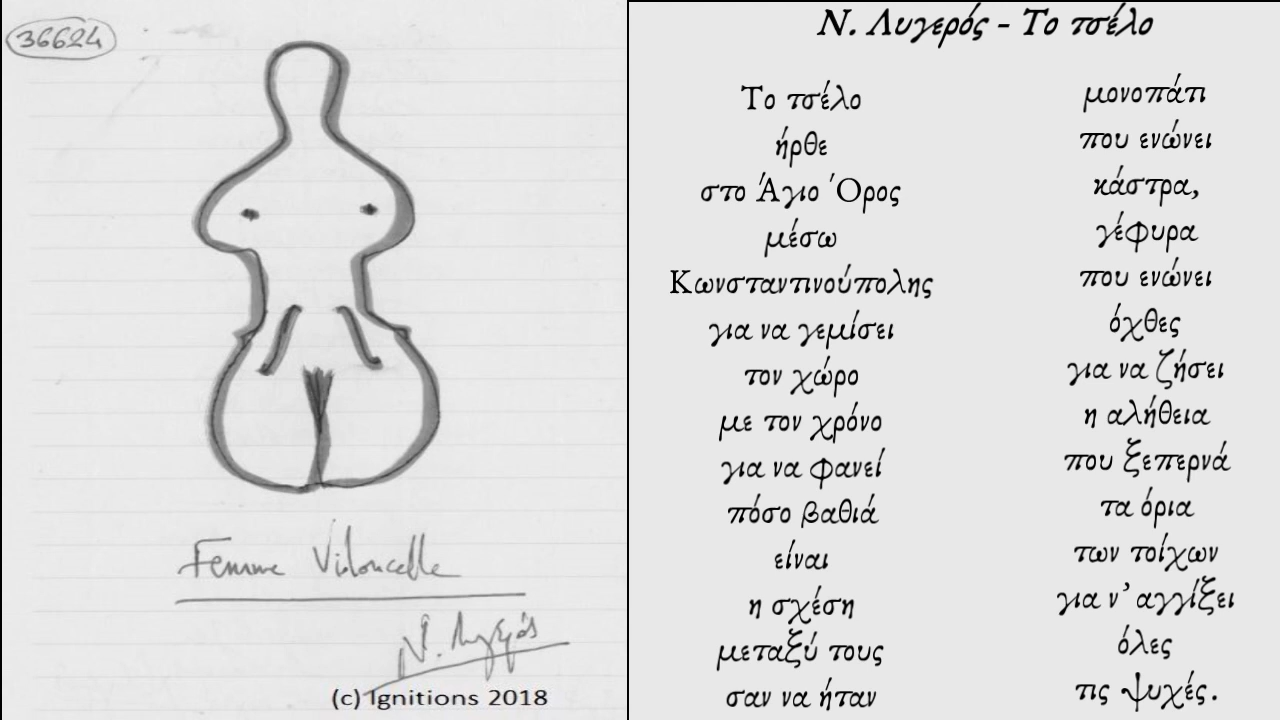 36624
Femme Violoncelle
Ν. Λυγερός
(c) Ignitions 2018
Ν. Λυγερός - Το τσέλο
Το τσέλο
ήρθε
στο Άγιο Όρος
μέσω
Κωνσταντινούπολης
για να γεμίσει
τον χώρο
με τον χρόνο
για να φανεί
πόσο βαθιά
είναι
η σχέση
μεταξύ τους
σαν να ήταν
μονοπάτι
που ενώνει
κάστρα,
γέφυρα
που ενώνει
όχθες
για να ζήσει
η αλήθεια
που ξεπερνά
τα όρια
των τοίχων
για ν’ αγγίξει
όλες
τις ψυχές.